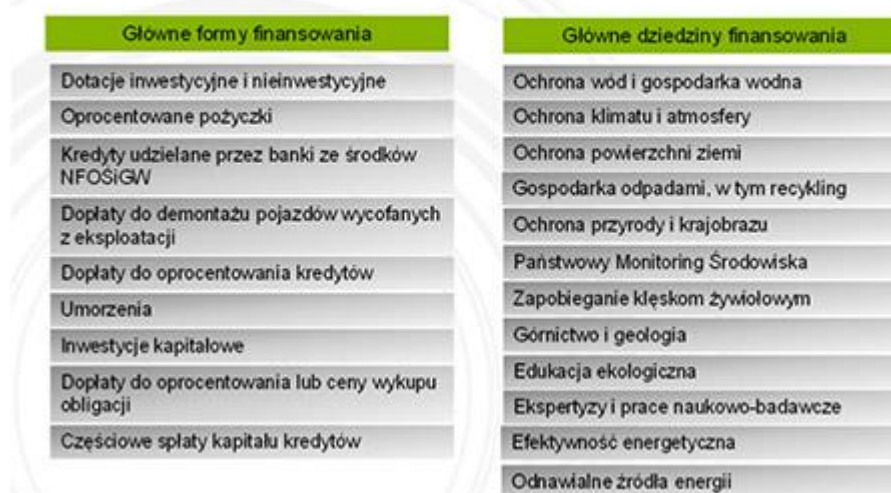 Główne formy finansowania
Dotacje inwestycyjne i nieinwestycyjne
Oprocentowane pożyczki
Kredyty udzielane przez banki ze środków
NFOŚiGW
Dopłaty do demontażu pojazdów wycofanych
z eksploatacji
Dopłaty do oprocentowania kredytów
Umorzenia
Inwestycje kapitałowe
Dopłaty do oprocentowania lub ceny wykupu
obligacji
Częściowe spłaty kapitału kredytów
Główne dziedziny finansowania
Ochrona wód i gospodarka wodna
Ochrona klimatu i atmosfery
Ochrona powierzchni ziemi
Gospodarka odpadami, w tym recykling
Ochrona przyrody i krajobrazu
Państwowy Monitoring Środowiska
Zapobieganie klęskom żywiołowym
Górnictwo i geologia
Edukacja ekologiczna
Ekspertyzy i prace naukowo-badawcze
Efektywność energetyczna
Odnawialne źródła energii